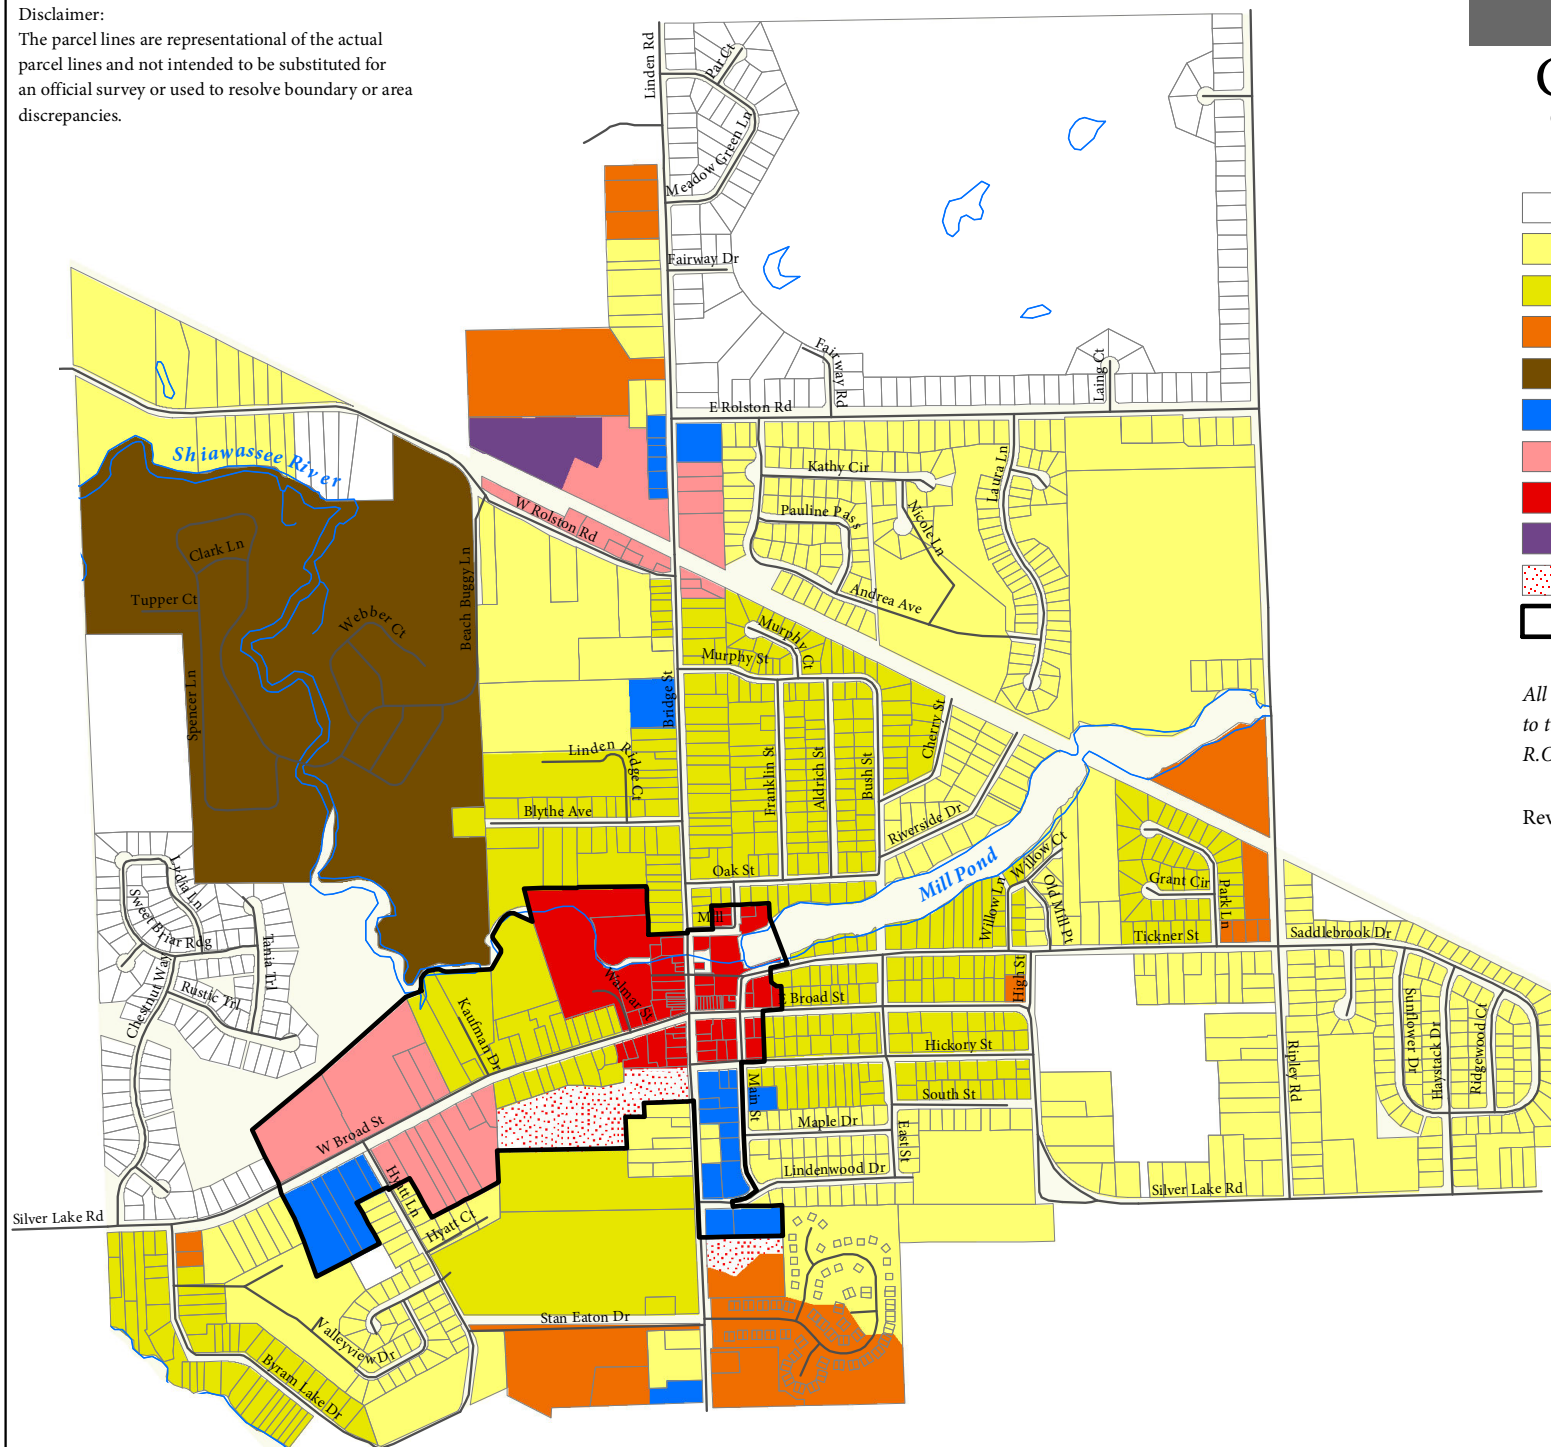 Disclaimer:
The parcel lines are representational of the actual
parcel lines and not intended to be substituted for
an official survey or used to resolve boundary or area
discrepancies.
Linden Rd
Par Ct
Meadow Green Ln
Fairway Dr
Fairway Rd
Laing Ct
E Rolston Rd
Shiawassee River
W Rolston Rd
Kathy Cir
Laura Ln
Pauline Pass
Nicole Ln
Andrea Ave
Clark Ln
Tupper Ct
Webber Ct
Beach Buggy Ln
Spencer Ln
Murphy Ct
Murphy St
Bridge St
Cherry St
Linden Ridge Ct
Franklin St
Aldrich St
Bush St
Blythe Ave
Riverside Dr
Oak St
Mill Pond
Willow Ct
Willow Ln
Old Mill Pt
Grant Cir
Park Ln
Tickner St
Saddlebrook Dr
Lydia Ln
Sweet Briar Rdg
Tania Trl
Rustic Trl
Chestnut Way
Mill
Walmar St
Kaufman Dr
E Broad St
High St
Hickory St
South St
Main St
Maple Dr
East St
Lindenwood Dr
Ripley Rd
Sunflower Dr
Haystack Dr
Ridgewood Ct
W Broad St
Hyatt Ln
Hyatt Ct
Silver Lake Rd
Silver Lake Rd
Stan Eaton Dr
Valleyview Dr
Byram Lake Dr
All
to t
R.O
Rev